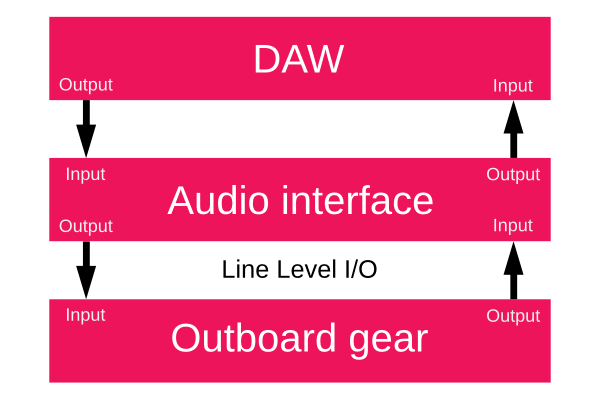 DAW
Output Input
Input Output
Audio interface
Output Input
Line Level I/O
Input Output
Outboard gear